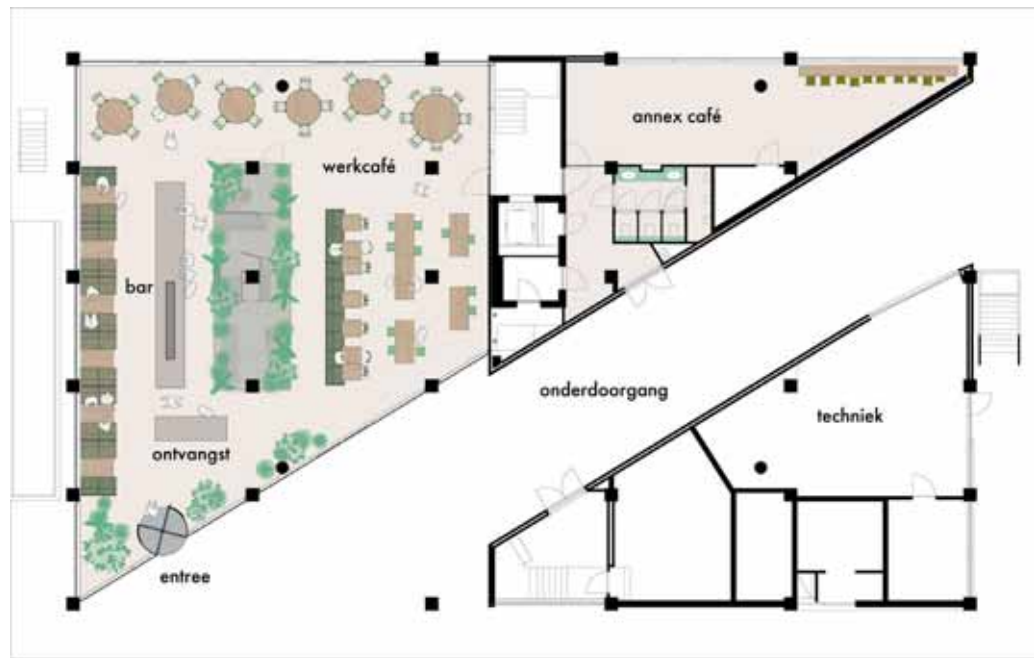 annex café
werkcafé
bar
onderdoorgang
techniek
ontvangst
entree